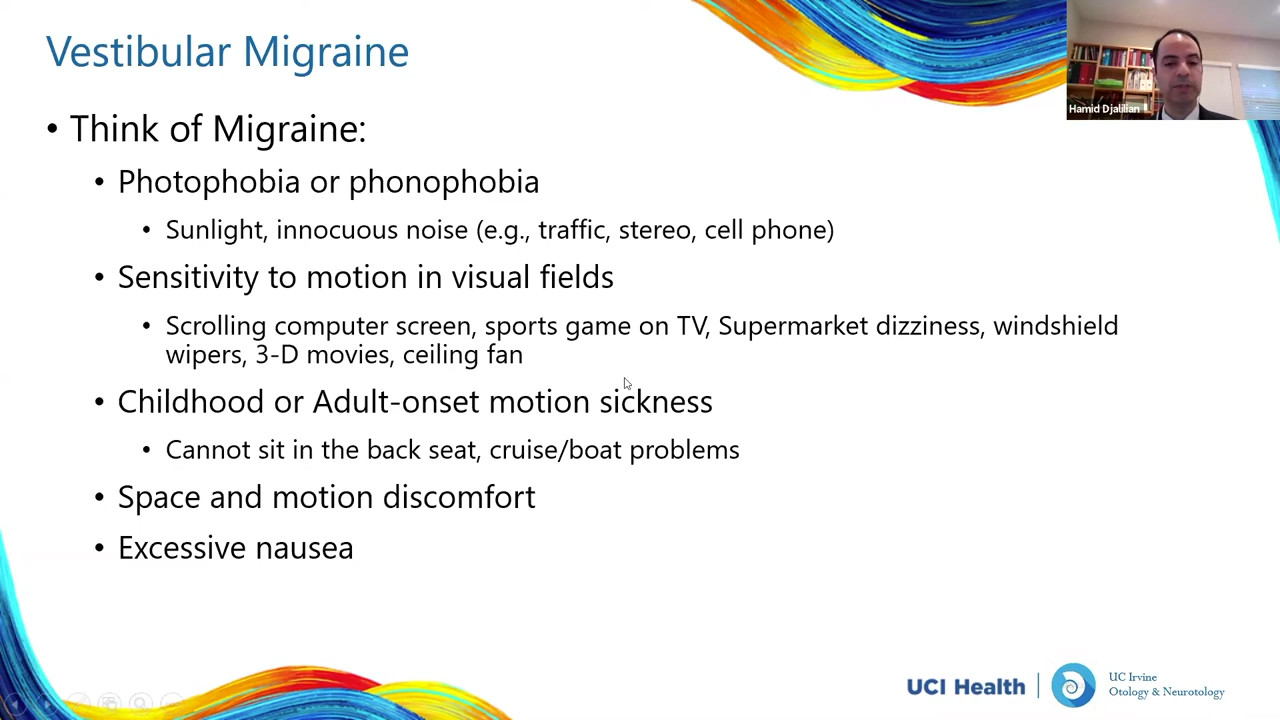 Vestibular Migraine
Hamid Djalilian
• Think of Migraine:
• Photophobia or phonophobia
• Sunlight, innocuous noise (e.g., traffic, stereo, cell phone)
• Sensitivity to motion in visual fields
• Scrolling computer screen, sports game on TV, Supermarket dizziness, windshield
wipers, 3-D movies, ceiling fan
• Childhood or Adult-onset motion sickness
• Cannot sit in the back seat, cruise/boat problems
• Space and motion discomfort
• Excessive nausea
UCI Health
UC Irvine
Otology & Neurotology